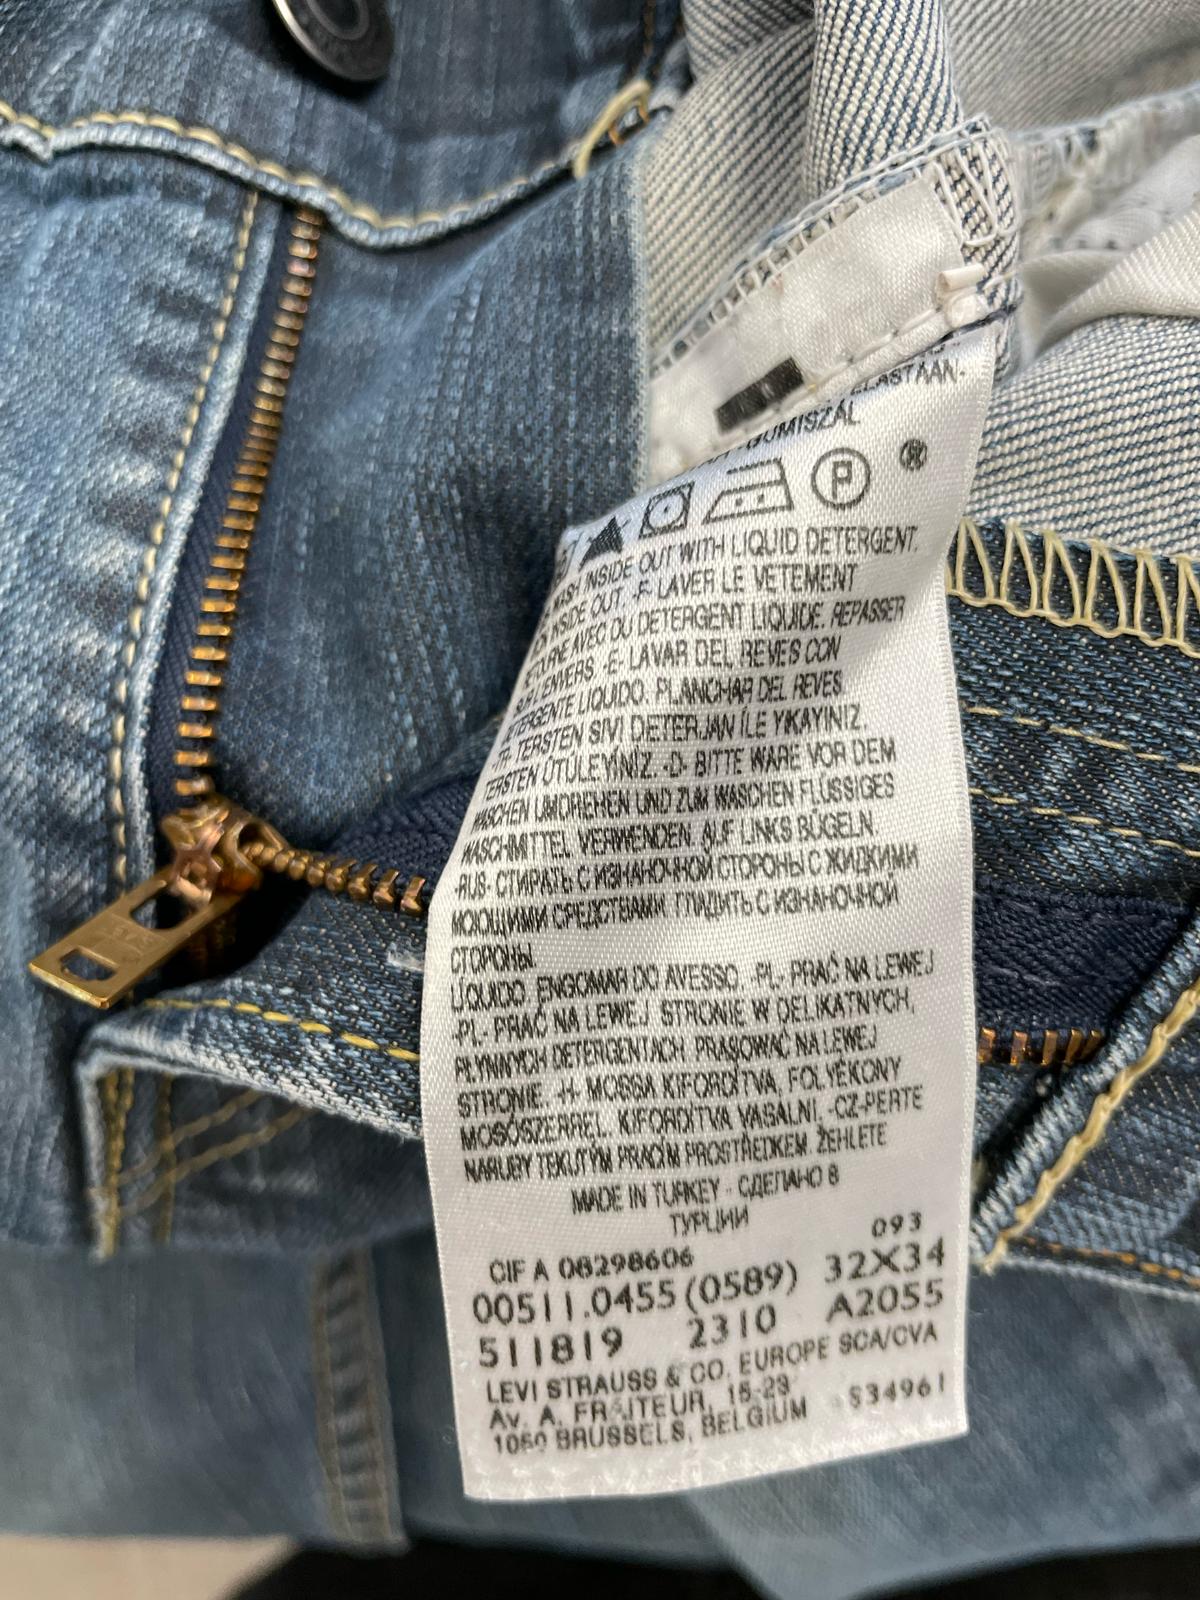 ELASTAAN-
GUMISZÁL
P ®
WASH INSIDE OUT WITH LIQUID DETERGENT.
INSIDE OUT. -F- LAVER LE VETEMENT
AVEC DU DETERGENT LIQUIDE. REPASSER
L'ENVERS -E- LAVAR DEL REVES CON
DETERGENTE LIQUIDO. PLANCHAR DEL REVES.
-TR- TERSTEN SIVI DETERJAN İLE YIKAYINIZ.
TERSTEN ÜTÜLEYİNİZ. -D- BITTE WARE VOR DEM
WASCHEN UMDREHEN UND ZUM WASCHEN FLÜSSIGES
WASCHMITTEL VERWENDEN. AUF LINKS BÜGELN.
-RUS- СТИРАТЬ С ИЗНАНОЧНОЙ СТОРОНЫ С ЖИДКИМИ
МОЮЩИМИ СРЕДСТВАМИ. ГЛАДИТЬ С ИЗНАНОЧНОЙ
СТОРОНЫ.
LÍQUIDO. ENGOMAR DO AVESSO. -PL- PRAĆ NA LEWEJ
-PL- PRAĆ NA LEWEJ STRONIE W DELIKATNYCH,
PŁYNNYCH DETERGENTACH. PRASOWAĆ NA LEWEJ
STRONIE. -H- MOSSA KIFORDÍTVA, FOLYÉKONY
MOSÓSZERREL. KIFORDÍTVA VASALNI. -CZ- PERTE
NARUBY TEKUTÝM PRACÍM PROSTŘEDKEM. ŽEHLETE
MADE IN TURKEY - СДЕЛАНО В
ТУРЦИИ
093
CIF A 08298606
00511.0455 (0589) 32X34
511819 2310 A2055
LEVI STRAUSS & CO. EUROPE SCA/CVA
AV. A. FRAITEUR, 15-23 S34961
1050 BRUSSELS, BELGIUM